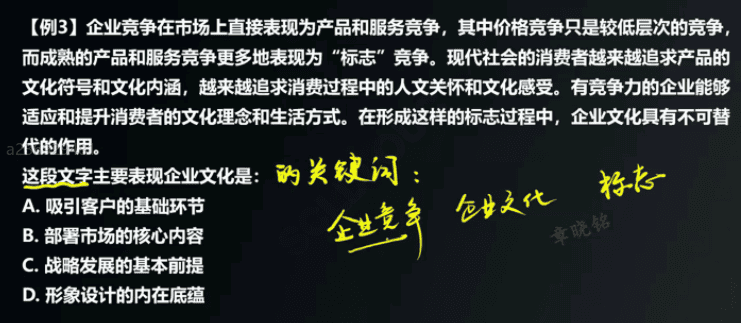 【例3】企业竞争在市场上直接表现为产品和服务竞争，其中价格竞争只是较低层次的竞争，
而成熟的产品和服务竞争更多地表现为“标志”竞争。现代社会的消费者越来越追求产品的
文化符号和文化内涵，越来越追求消费过程中的人文关怀和文化感受。有竞争力的企业能够
适应和提升消费者的文化理念和生活方式。在形成这样的标志过程中，企业文化具有不可替
代的作用。
这段文字主要表现企业文化是：的关键词：
A. 吸引客户的基础环节
企业竞争 企业文化 标志
B. 部署市场的核心内容
章晓铭
C. 战略发展的基本前提
D. 形象设计的内在底蕴